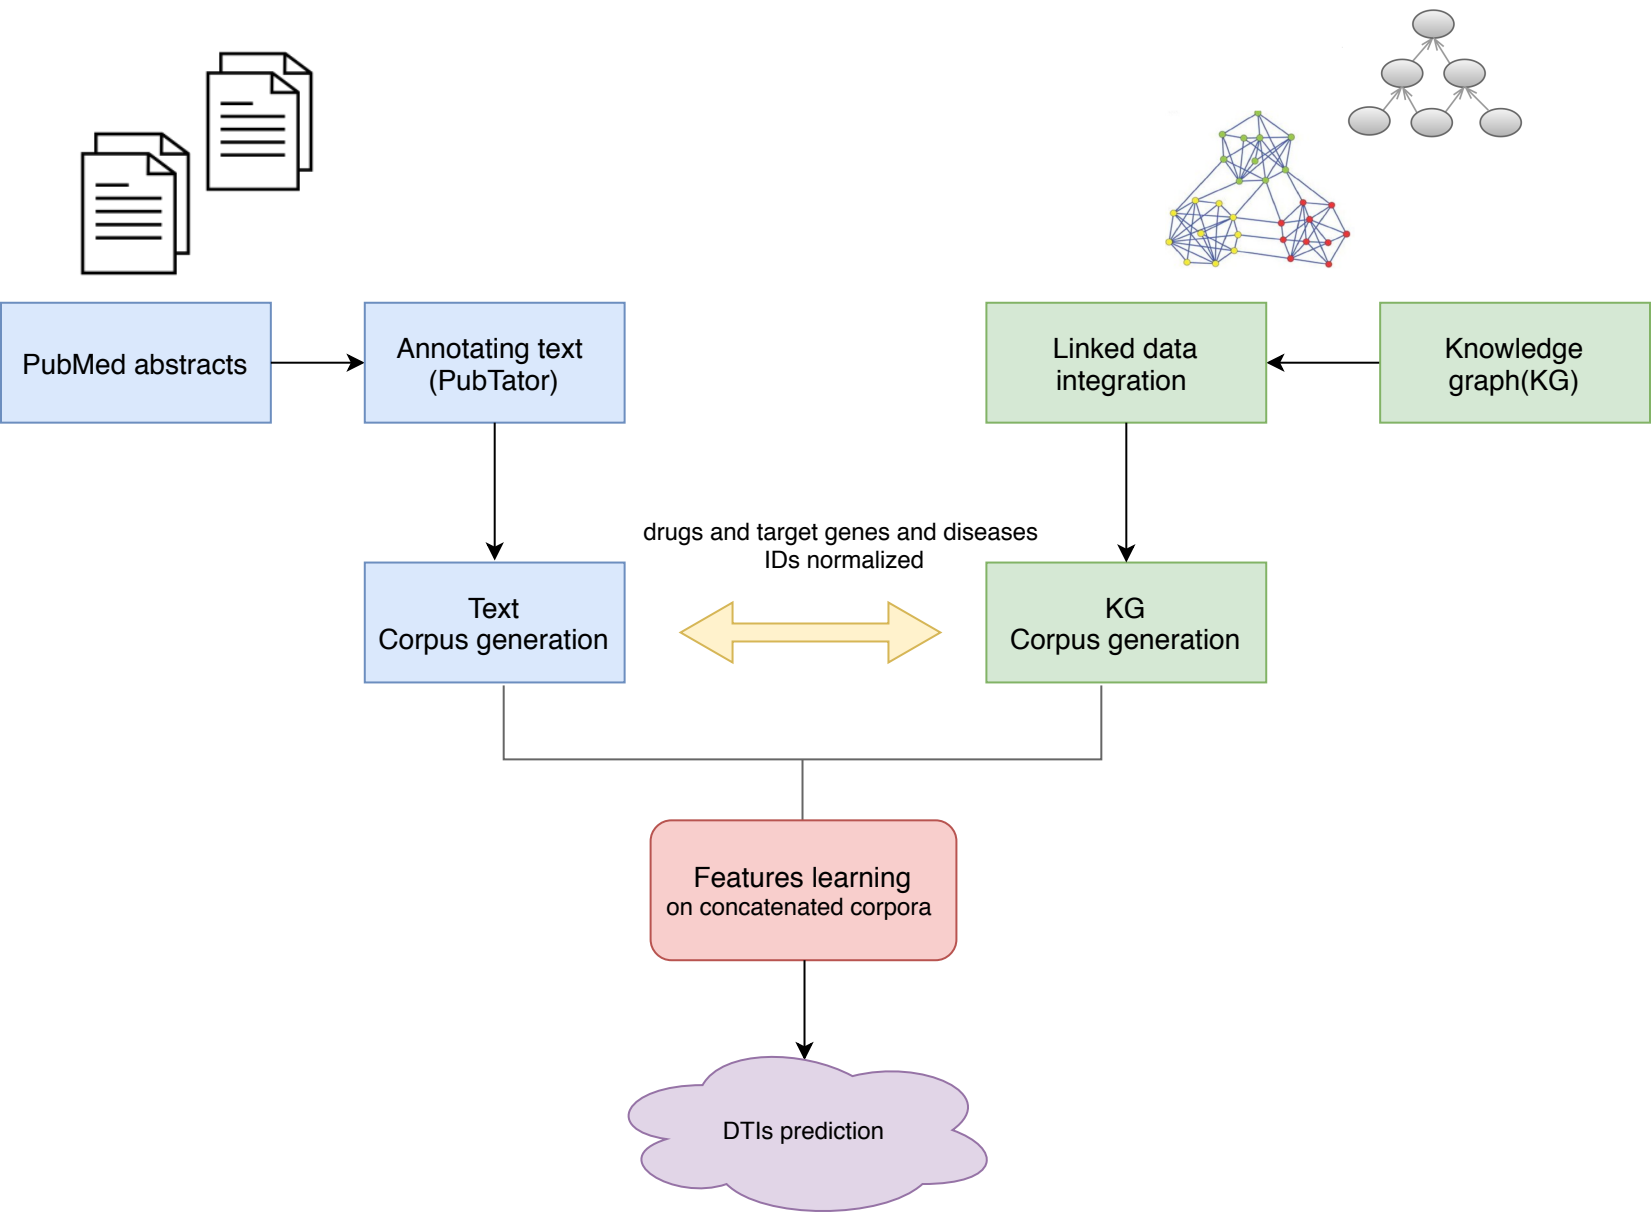 PubMed abstracts
Annotating text
(PubTator)
Linked data
integration
Knowledge
graph(KG)
drugs and target genes and diseases
IDs normalized
Text
Corpus generation
KG
Corpus generation
Features learning
on concatenated corpora
DTIs prediction